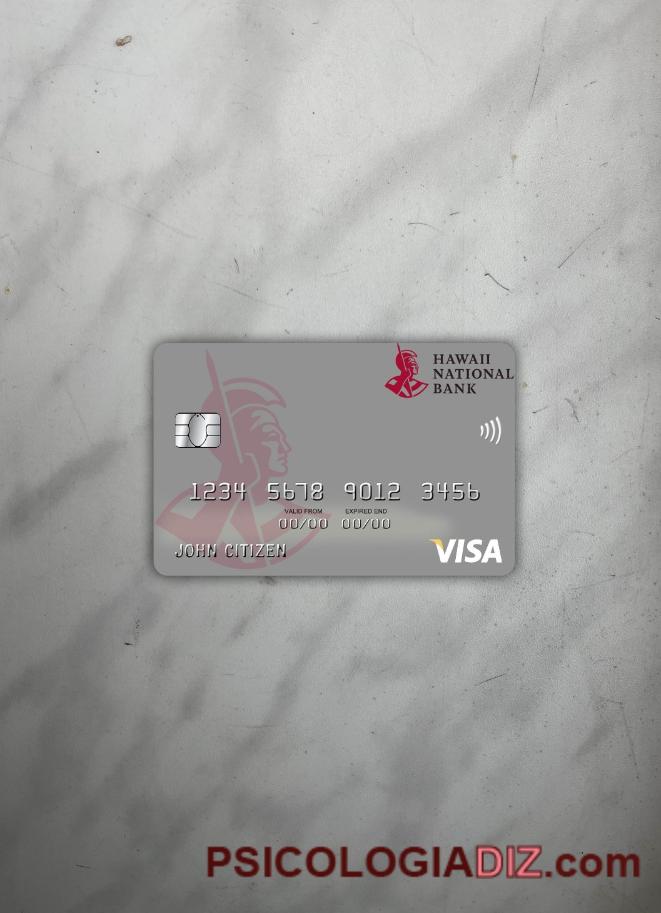 HAWAII
NATIONAL
BANK
1234 5678 9012 3456
VALID FROM EXPIRED END
00/00 00/00
JOHN CITIZEN
VISA
PSICOLOGIADIZ.com